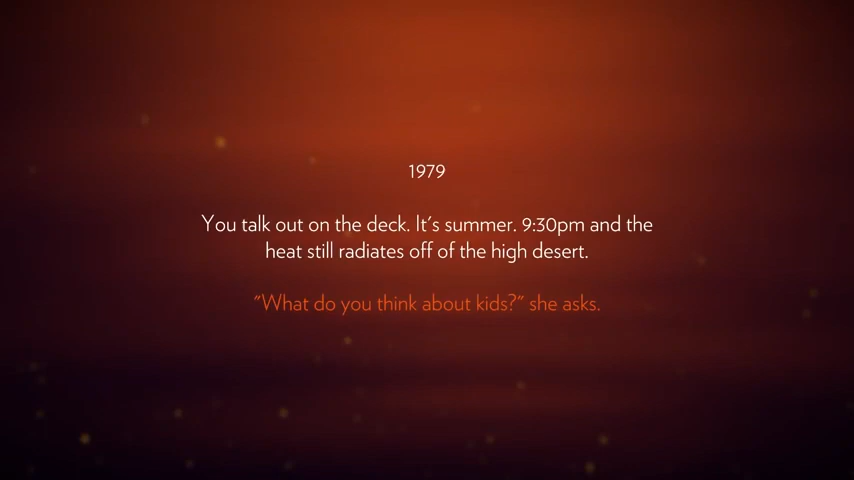 1979
You talk out on the deck. It's summer. 9:30pm and the
heat still radiates off of the high desert.
"What do you think about kids?" she asks.